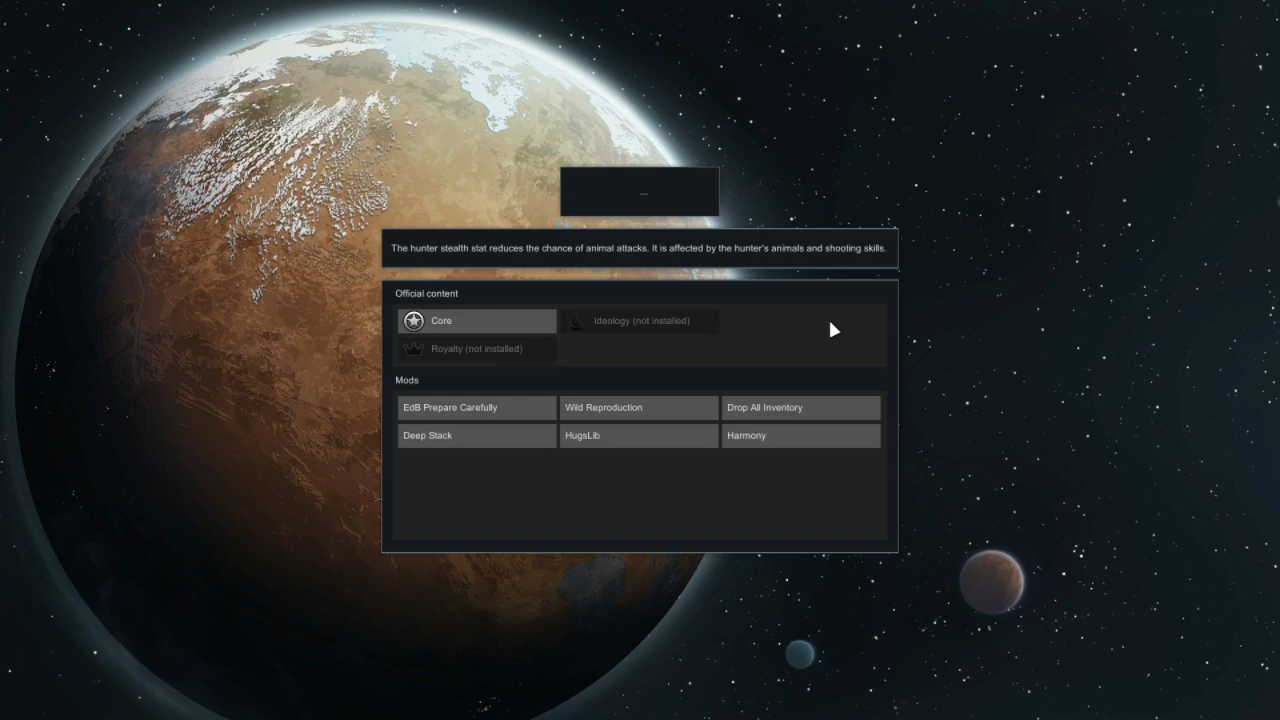 ...
The hunter stealth stat reduces the chance of animal attacks. It is affected by the hunter's animals and shooting skills.
Official content
Core
Ideology (not installed)
Royalty (not installed)
Mods
EdB Prepare Carefully
Wild Reproduction
Drop All Inventory
Deep Stack
HugsLib
Harmony